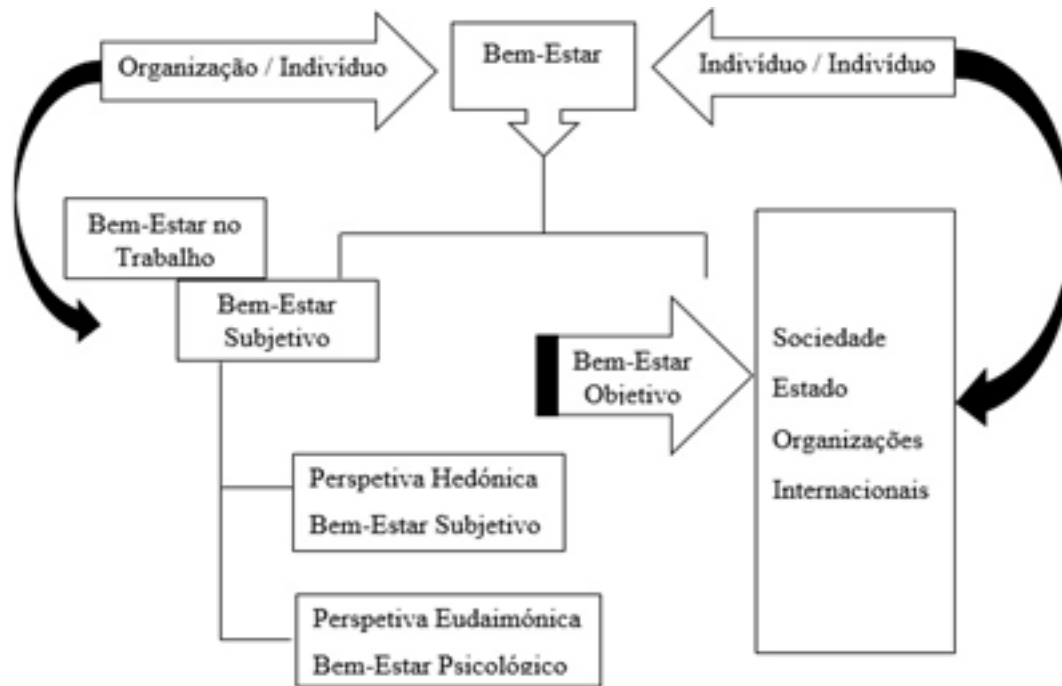 Organização / Indivíduo
Bem-Estar
Indivíduo / Indivíduo
Bem-Estar no
Trabalho
Bem-Estar
Subjetivo
Bem-Estar
Objetivo
Sociedade
Estado
Organizações
Internacionais
Perspetiva Hedónica
Bem-Estar Subjetivo
Perspetiva Eudaimónica
Bem-Estar Psicológico